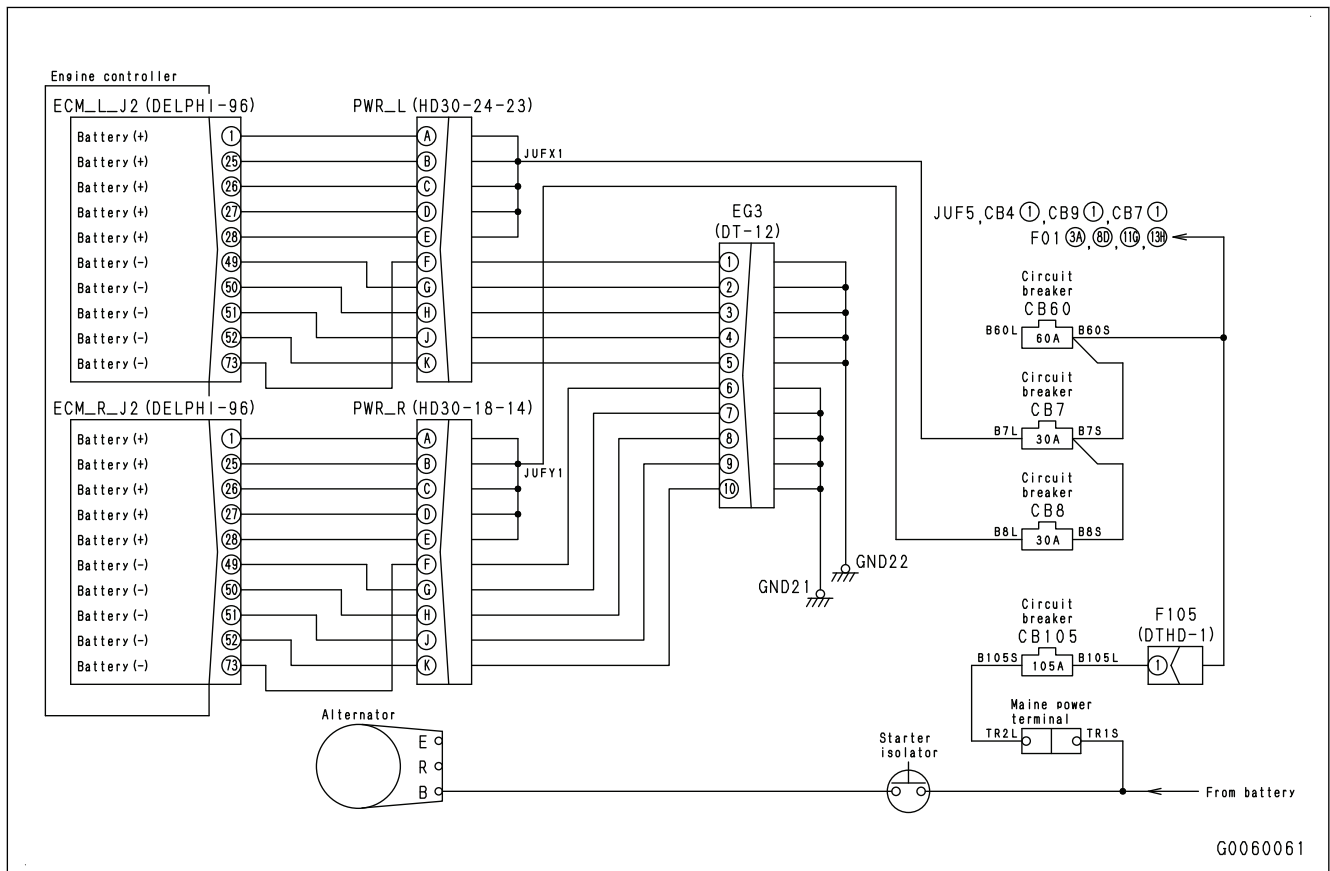 Engine controller
ECM_L_J2 (DELPHI-96)
Battery (+) 1
Battery (+) 25
Battery (+) 26
Battery (+) 27
Battery (+) 28
Battery (-) 49
Battery (-) 50
Battery (-) 51
Battery (-) 52
Battery (-) 73
PWR_L (HD30-24-23)
A
B
C
D
E
F
G
H
J
K
JUFX1
ECM_R_J2 (DELPHI-96)
Battery (+) 1
Battery (+) 25
Battery (+) 26
Battery (+) 27
Battery (+) 28
Battery (-) 49
Battery (-) 50
Battery (-) 51
Battery (-) 52
Battery (-) 73
PWR_R (HD30-18-14)
A
B
C
D
E
F
G
H
J
K
JUFY1
EG3
(DT-12)
1
2
3
4
5
6
7
8
9
10
GND22
GND21
JUF5,CB4 ①,CB9 ①,CB7 ①
F01 3A, 8D, 11G, 13H
Circuit
breaker
CB60
B60L 60A B60S
Circuit
breaker
CB7
B7L 30A B7S
Circuit
breaker
CB8
B8L 30A B8S
Circuit
breaker
CB105
B105S 105A B105L
F105
(DTHD-1)
1
Maine power
terminal
TR2L TR1S
Alternator
E
R
B
Starter
isolator
From battery
G0060061